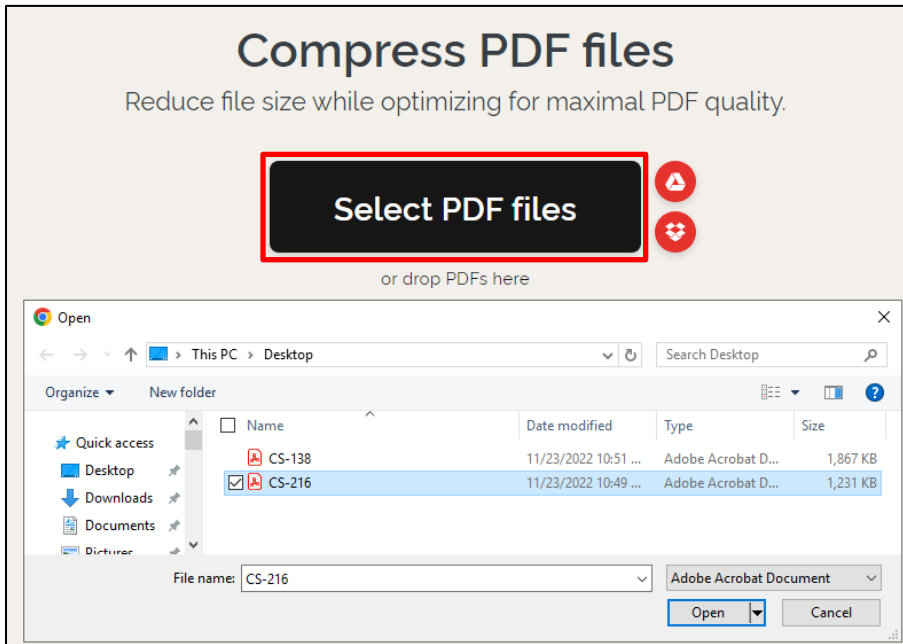 Compress PDF files
Reduce file size while optimizing for maximal PDF quality.
Select PDF files
or drop PDFs here
Open
This PC > Desktop
Search Desktop
Organize
New folder
Name Date modified Type Size
Quick access
Desktop
Downloads
Documents
Pictures
CS-138 11/23/2022 10:51 ... Adobe Acrobat D... 1,867 KB
CS-216 11/23/2022 10:49 ... Adobe Acrobat D... 1,231 KB
File name: CS-216 Adobe Acrobat Document
Open Cancel